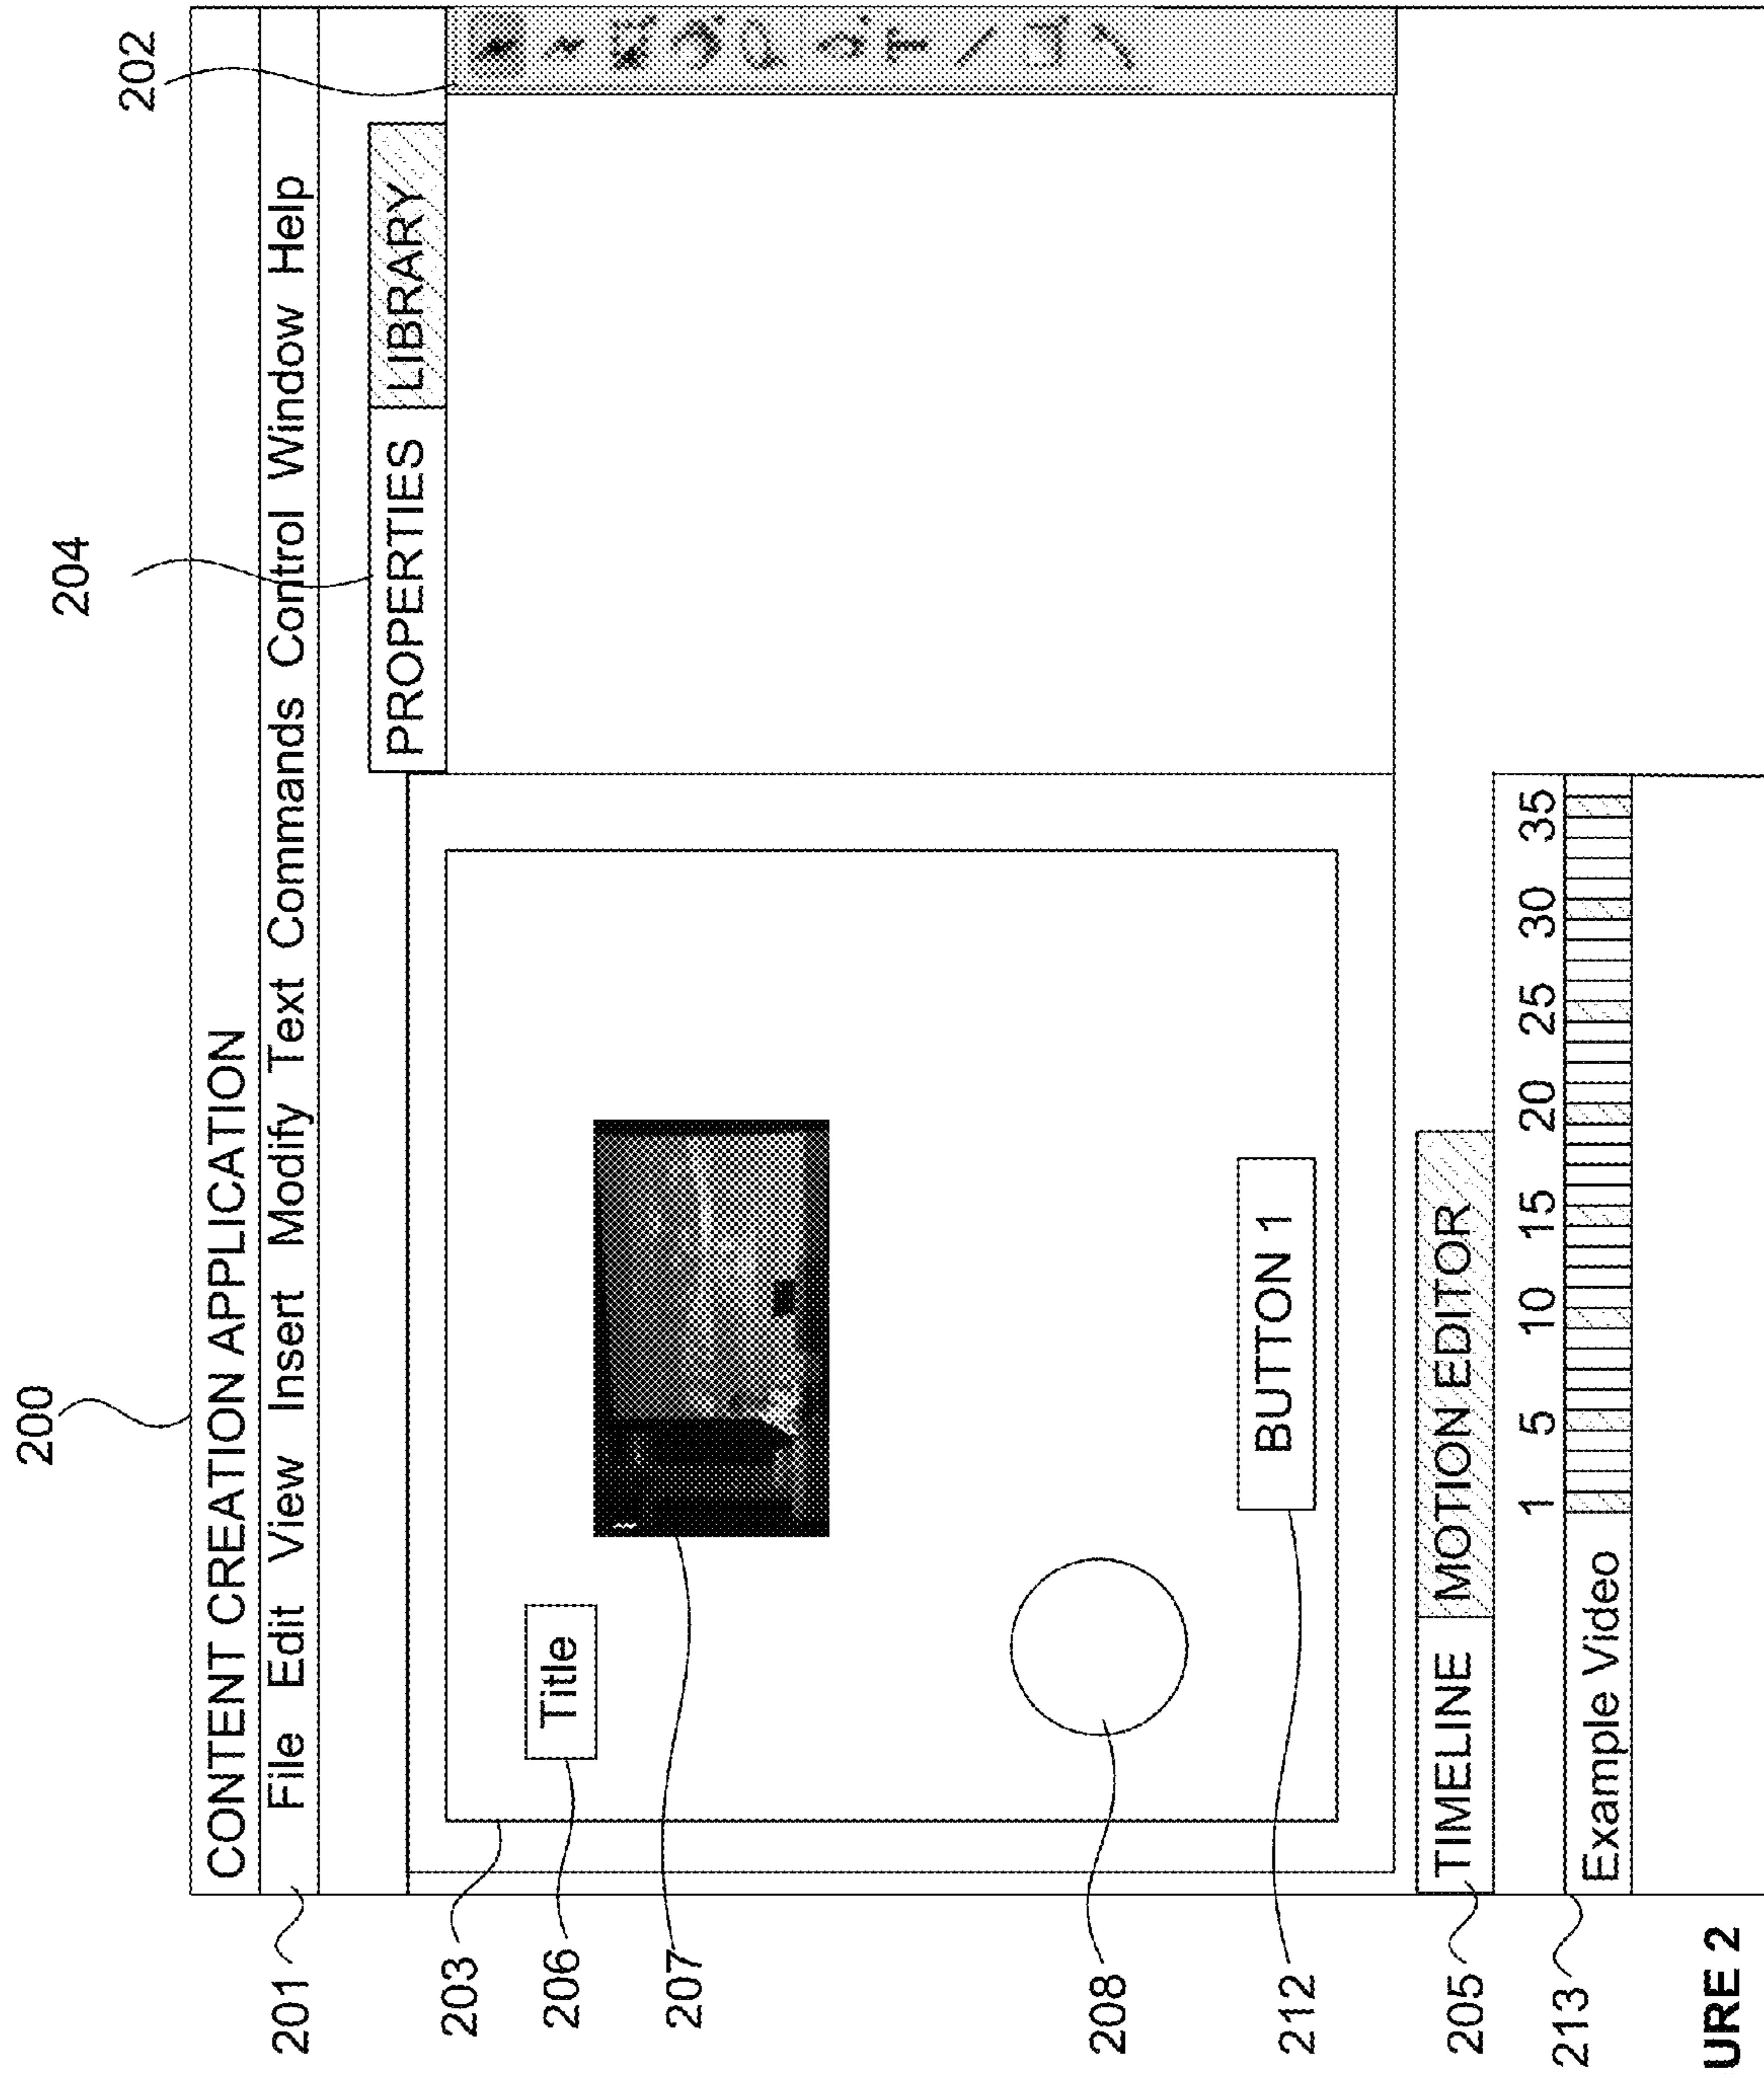 200
204
202
CONTENT CREATION APPLICATION
201
File Edit View Insert Modify Text Commands Control Window Help
PROPERTIES LIBRARY
203
206
Title
207
208
212
BUTTON 1
T
205
TIMELINE MOTION EDITOR
1 5 10 15 20 25 30 35
213
Example Video
URE 2